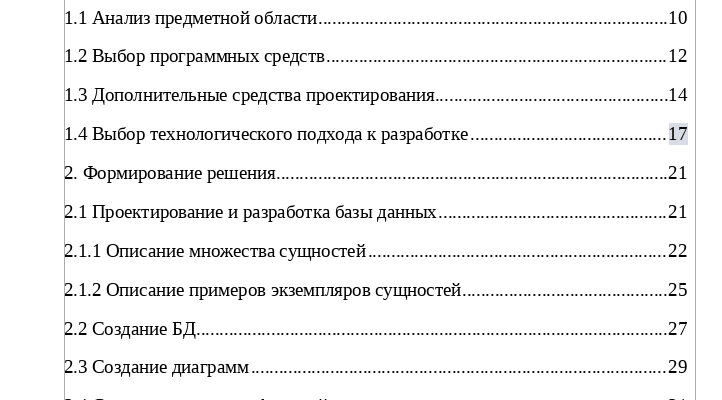 1.1 Анализ предметной области...........................................................................10
1.2 Выбор программных средств.........................................................................12
1.3 Дополнительные средства проектирования..................................................14
1.4 Выбор технологического подхода к разработке..........................................17
2. Формирование решения...................................................................................21
2.1 Проектирование и разработка базы данных.................................................21
2.1.1 Описание множества сущностей................................................................22
2.1.2 Описание примеров экземпляров сущностей............................................25
2.2 Создание БД.....................................................................................................27
2.3 Создание диаграмм.........................................................................................29